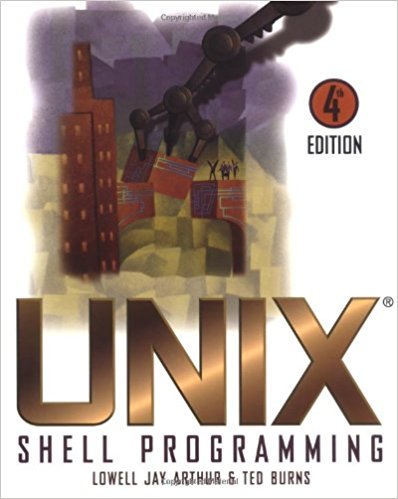 4th
EDITION
UNIX®
SHELL PROGRAMMING
LOWELL JAY ARTHUR & TED BURNS